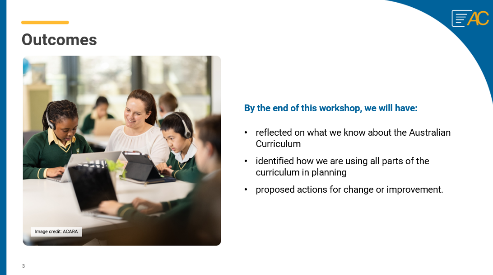 AC
Outcomes
By the end of this workshop, we will have:
• reflected on what we know about the Australian
Curriculum
• identified how we are using all parts of the
curriculum in planning
• proposed actions for change or improvement.
Image credit: ACARA
3